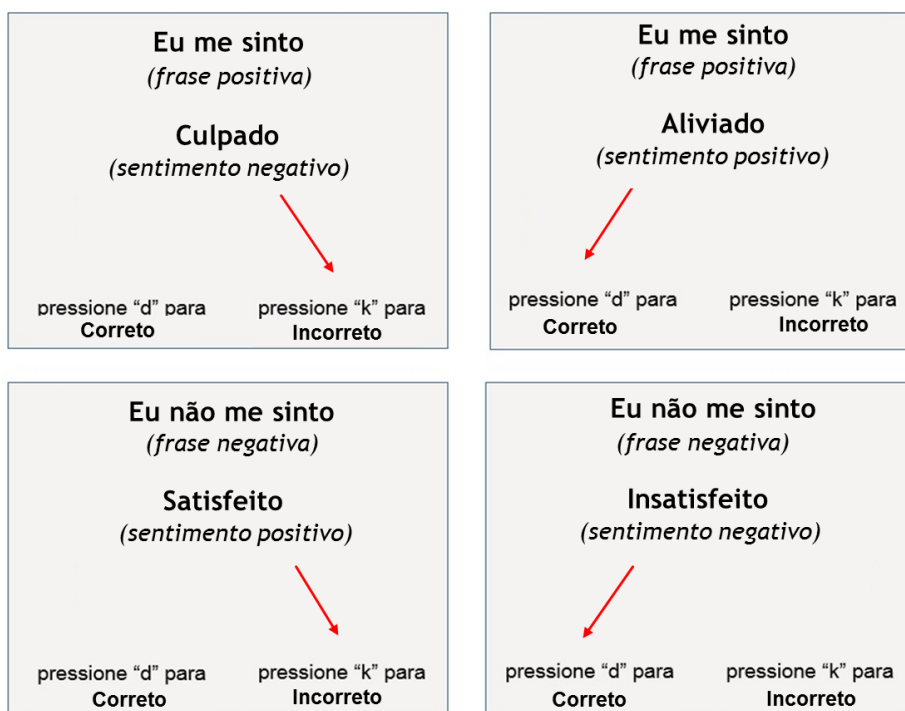 Eu me sinto
(frase positiva)
Culpado
(sentimento negativo)
pressione “d” para
Correto
pressione “k” para
Incorreto
Eu me sinto
(frase positiva)
Aliviado
(sentimento positivo)
pressione “d” para
Correto
pressione “k” para
Incorreto
Eu não me sinto
(frase negativa)
Satisfeito
(sentimento positivo)
pressione “d” para
Correto
pressione “k” para
Incorreto
Eu não me sinto
(frase negativa)
Insatisfeito
(sentimento negativo)
pressione “d” para
Correto
pressione “k” para
Incorreto